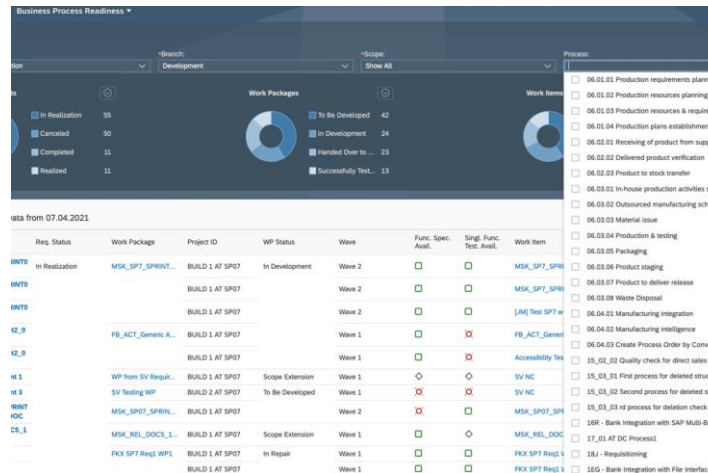 Business Process Readiness
*Branch: *Scope: Process:
Development Show All
Work Packages Work Items
In Realization 55
Canceled 50
Completed 11
Realized 11
To Be Developed 42
In Development 24
Handed Over to ... 23
Successfully Test... 13
06.01.01 Production requirements plann
06.01.02 Production resources planning
06.01.03 Production resources & require
06.01.04 Production plans establishmen
06.02.01 Receiving of product from supp
06.02.02 Delivered product verification
06.02.03 Product to stock transfer
06.03.01 In-house production activities s
06.03.02 Outsourced manufacturing sch
06.03.03 Material issue
06.03.04 Production & testing
06.03.05 Packaging
06.03.06 Product staging
06.03.07 Product to deliver release
06.03.08 Waste Disposal
06.04.01 Manufacturing integration
06.04.02 Manufacturing intelligence
06.04.03 Create Process Order by Conv
15_02_02 Quality check for direct sales
15_03_01 First process for deleted struc
15_03_02 Second process for deleted s
15_03_03 rd process for deletion check
16R - Bank Integration with SAP Multi-B
17_01 AT DC Process1
18J - Requisitioning
1EG - Bank Integration with File Interfac
data from 07.04.2021
Req. Status Work Package Project ID WP Status Wave Func. Spec. Avail. Singl. Func. Test. Avail. Work Item
In Realization MSK_SP7_SPRINT... BUILD 1 AT SP07 In Development Wave 2 MSK_SP7_SPRI
BUILD 1 AT SP07 Wave 2 MSK_SP7_SPRI
BUILD 1 AT SP07 Wave 2 [JM] Test SP7 w
FB_ACT_Generic A... BUILD 1 AT SP07 Wave 1 FB_ACT_Generi
BUILD 1 AT SP07 Wave 1 Accessibility Tes
WP from SV Requir... BUILD 1 AT SP07 Scope Extension Wave 1 SV NC
SV Testing WP BUILD 2 AT SP07 To Be Developed Wave 1 SV NC
MSK_SP07_SPRIN... BUILD 1 AT SP07 Wave 2 MSK_SP07_SPR
MSK_REL_DOCS_1... BUILD 1 AT SP07 Scope Extension Wave 1 MSK_REL_DOC
FKX SP7 Req1 WP1 BUILD 1 AT SP07 In Repair Wave 1 FKX SP7 Req1 W
BUILD 1 AT SP07 Wave 1 FKX SP7 Req1 W